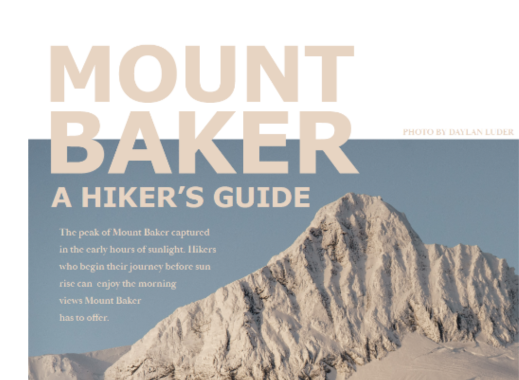 MOUNT
BAKER
PHOTO BY DAYLAN LUDER
A HIKER'S GUIDE
The peak of Mount Baker captured
in the early hours of sunlight. Hikers
who begin their journey before sun
rise can enjoy the morning
views Mount Baker
has to offer.